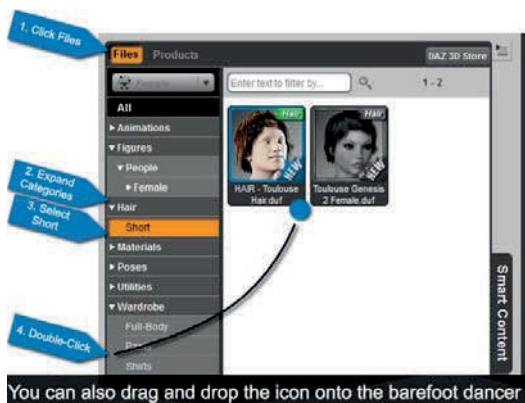 1. Click Files
Files Products
DAZ 3D Store
Female
Enter text to filter by...
1 - 2
All
Animations
Figures
People
Female
2. Expand
Categories
Hair
3. Select
Short
Short
Materials
Poses
Utilities
Wardrobe
Full-Body
Pants
Shirts
4. Double-Click
Hair
NEW
HAIR - Toulouse
Hair.duf
Hair
NEW
Toulouse Genesis
2 Female.duf
Smart Content
You can also drag and drop the icon onto the barefoot dancer